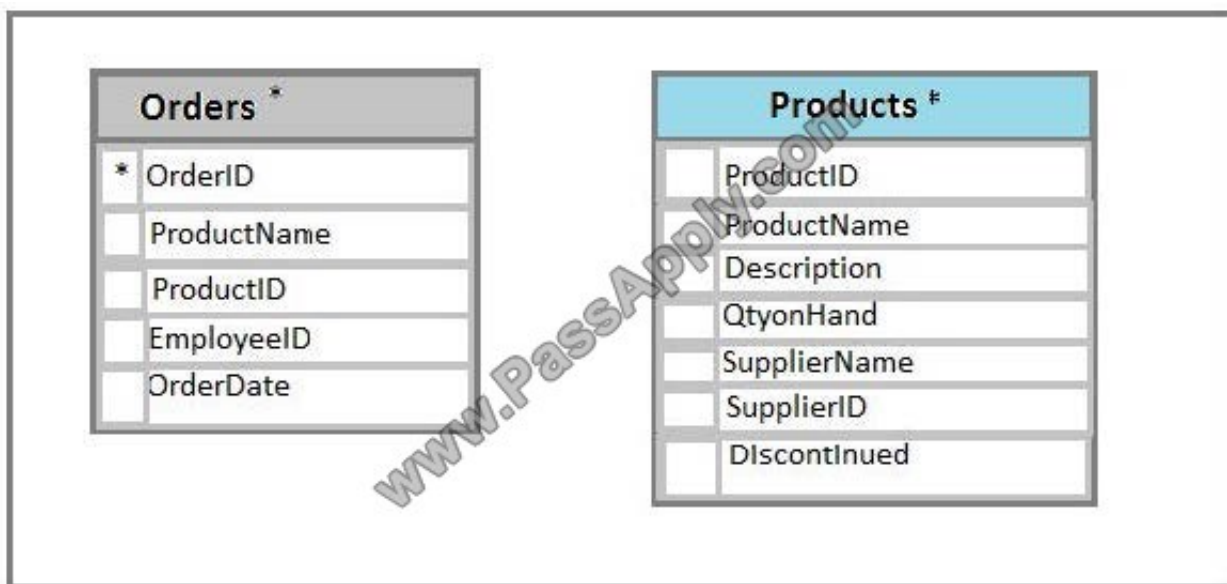 Orders *
* OrderID
ProductName
ProductID
EmployeeID
OrderDate
Products *
ProductID
ProductName
Description
QtyonHand
SupplierName
SupplierID
DIscontInued
www.PassApply.com